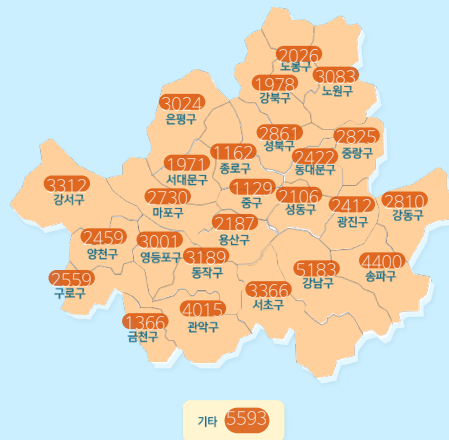 2026
도봉구
1978
강북구
3083
노원구
3024
은평구
2861
성북구
2825
중랑구
1162
종로구
2422
동대문구
1971
서대문구
3312
강서구
2730
마포구
1129
중구
2106
성동구
2412
광진구
2810
강동구
2187
용산구
2459
양천구
3001
영등포구
3189
동작구
5183
강남구
4400
송파구
2559
구로구
3366
서초구
1366
금천구
4015
관악구
기타 5593